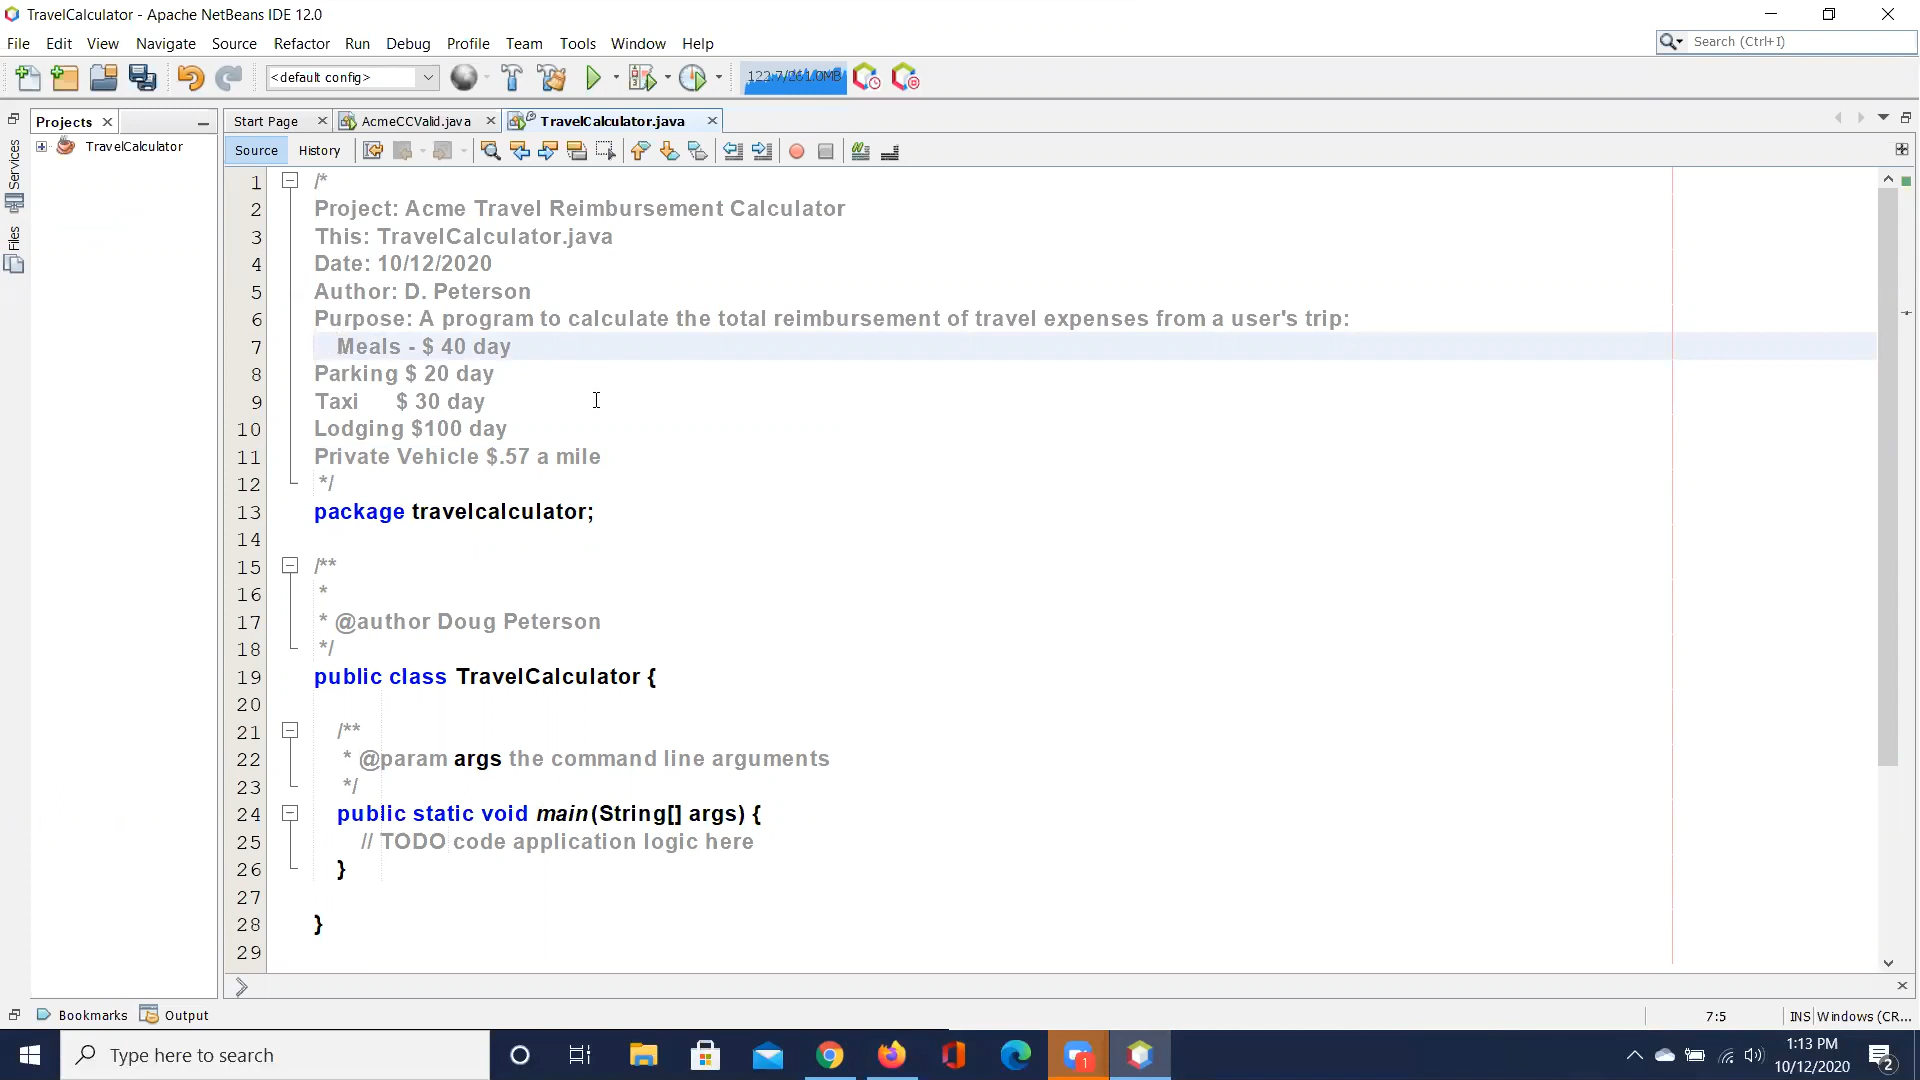 TravelCalculator - Apache NetBeans IDE 12.0
File Edit View Navigate Source Refactor Run Debug Profile Team Tools Window Help
Search (Ctrl+I)
<default config>
122.7/261.0MB
Projects
Start Page AcmeCCValid.java TravelCalculator.java
TravelCalculator
Source History
Services
Files
1 /*
2 Project: Acme Travel Reimbursement Calculator
3 This: TravelCalculator.java
4 Date: 10/12/2020
5 Author: D. Peterson
6 Purpose: A program to calculate the total reimbursement of travel expenses from a user's trip:
7 Meals - $ 40 day
8 Parking $ 20 day
9 Taxi $ 30 day
10 Lodging $100 day
11 Private Vehicle $.57 a mile
12 */
13 package travelcalculator;
14
15 /**
16 *
17 * @author Doug Peterson
18 */
19 public class TravelCalculator {
20
21 /**
22 * @param args the command line arguments
23 */
24 public static void main(String[] args) {
25 // TODO code application logic here
26 }
27
28 }
29
Bookmarks Output
7:5 INS Windows (CR...
Type here to search
1
1:13 PM
10/12/2020
2